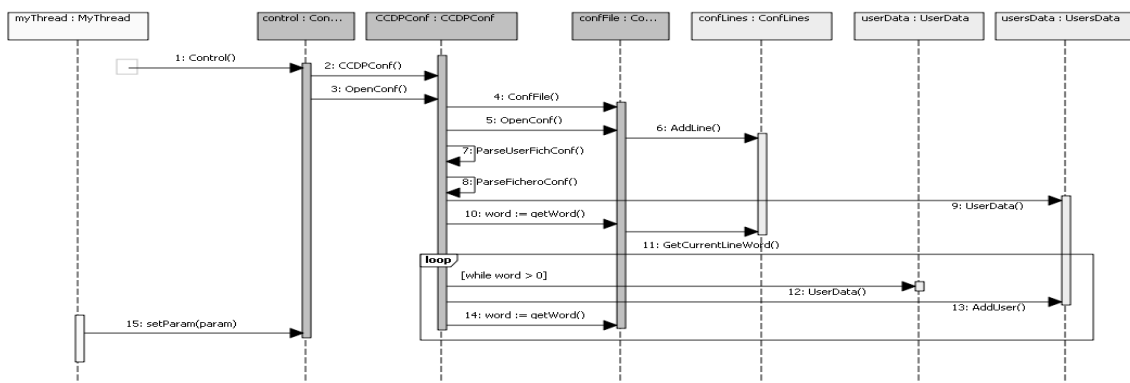 myThread : MyThread
control : Con...
CCDPConf : CCDPConf
confFile : Co...
confLines : ConfLines
userData : UserData
usersData : UsersData
1: Control()
2: CCDPConf()
3: OpenConf()
4: ConfFile()
5: OpenConf()
6: AddLine()
7: ParseUserFichConf()
8: ParseFicheroConf()
9: UserData()
10: word := getWord()
11: GetCurrentLineWord()
loop
[while word > 0]
12: UserData()
13: AddUser()
14: word := getWord()
15: setParam(param)